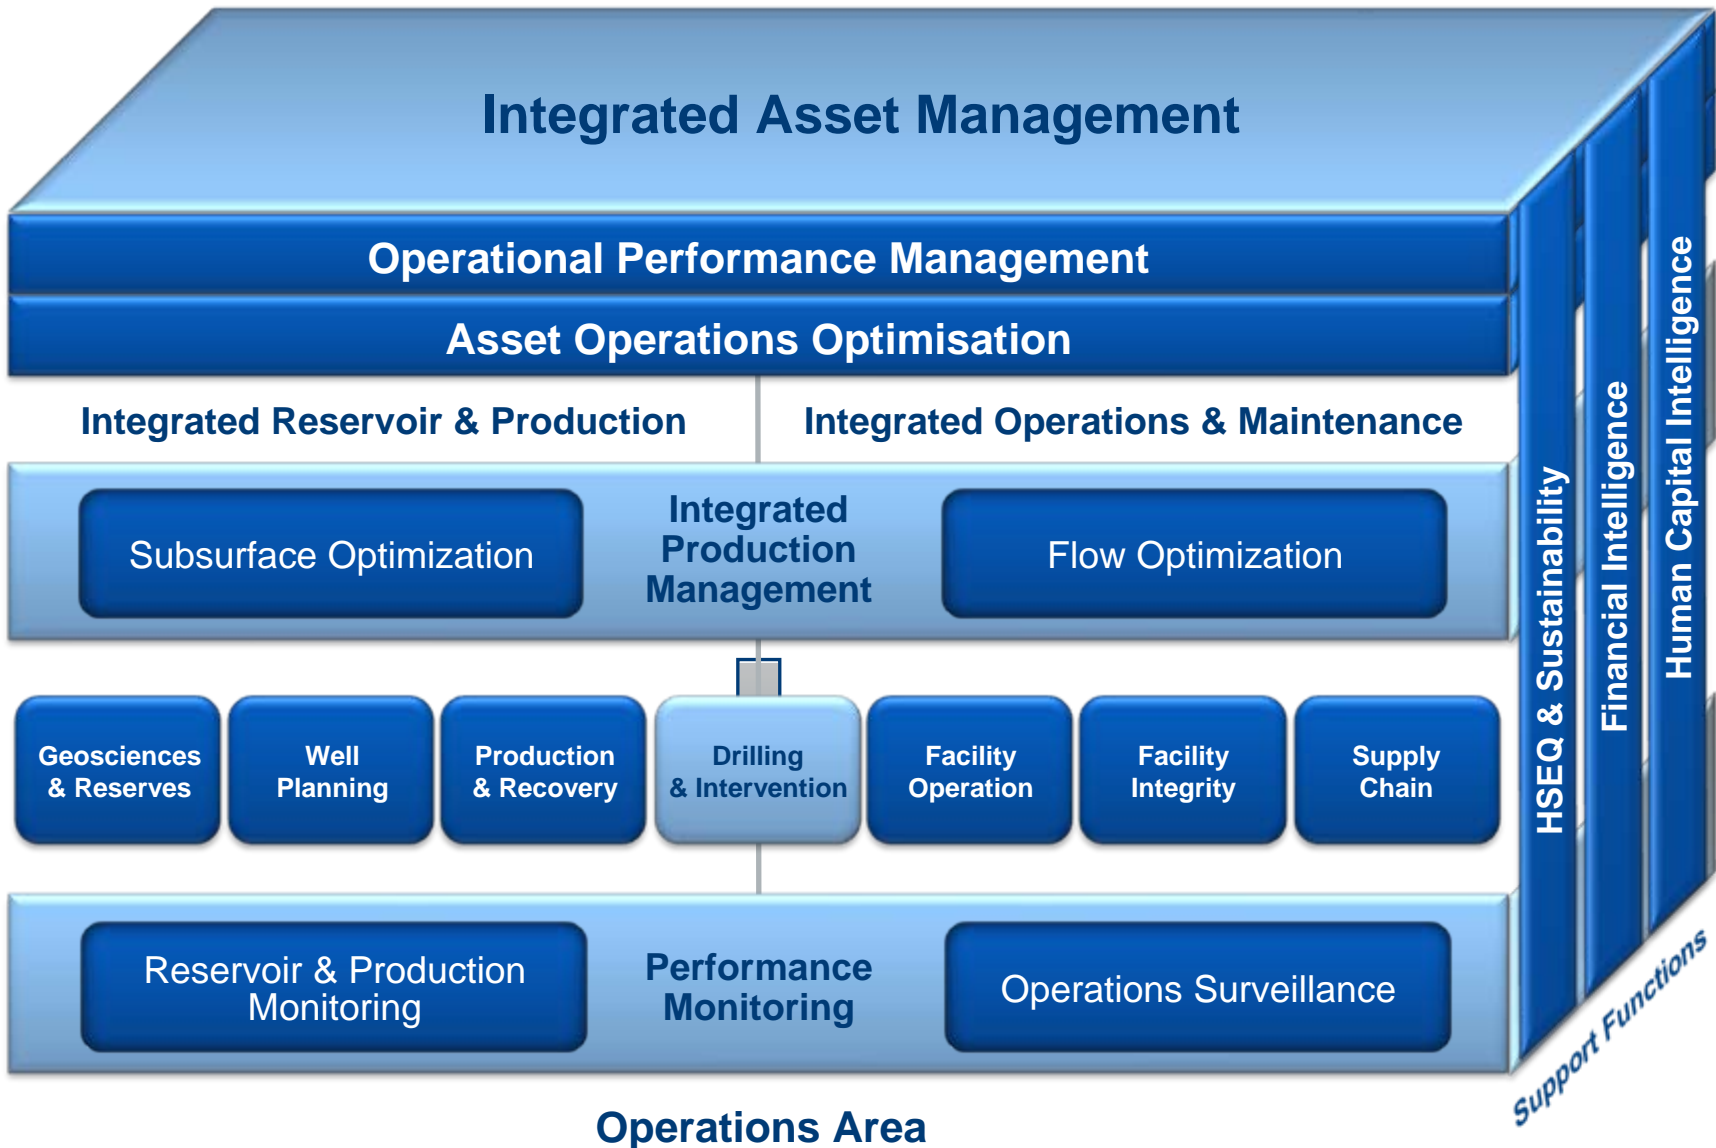 Integrated Asset Management
Operational Performance Management
Asset Operations Optimisation
Integrated Reservoir & Production
Integrated Operations & Maintenance
Subsurface Optimization
Integrated
Production
Management
Flow Optimization
Geosciences
& Reserves
Well
Planning
Production
& Recovery
Drilling
& Intervention
Facility
Operation
Facility
Integrity
Supply
Chain
Reservoir & Production
Monitoring
Performance
Monitoring
Operations Surveillance
HSEQ & Sustainability
Financial Intelligence
Human Capital Intelligence
Support Functions
Operations Area